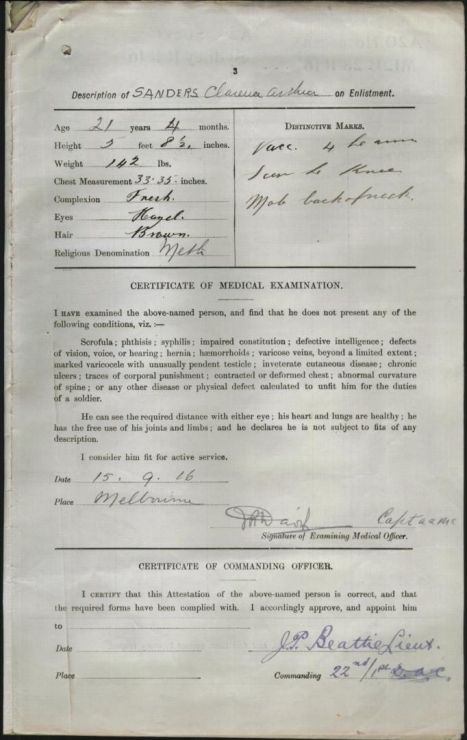 3
Description of SANDERS Clarence Arthur on Enlistment.
Age 21 years 4 months.
Height 5 feet 8½ inches.
Weight 142 lbs.
Chest Measurement 33-35 inches.
Complexion Fresh.
Eyes Hazel.
Hair Brown.
Religious Denomination Meth
DISTINCTIVE MARKS.
Vacc. 4 le arm
Scar le Knee
Mole back of neck.
CERTIFICATE OF MEDICAL EXAMINATION.
I HAVE examined the above-named person, and find that he does not present any of the
following conditions, viz. :—
Scrofula; phthisis; syphilis; impaired constitution; defective intelligence; defects
of vision, voice, or hearing; hernia; hæmorrhoids; varicose veins, beyond a limited extent;
marked varicocele with unusually pendent testicle; inveterate cutaneous disease; chronic
ulcers; traces of corporal punishment; contracted or deformed chest; abnormal curvature
of spine; or any other disease or physical defect calculated to unfit him for the duties
of a soldier.
He can see the required distance with either eye; his heart and lungs are healthy; he
has the free use of his joints and limbs; and he declares he is not subject to fits of any
description.
I consider him fit for active service.
Date 15. 9. 16
Place Melbourne
Capt aamc
Signature of Examining Medical Officer.
CERTIFICATE OF COMMANDING OFFICER.
I CERTIFY that this Attestation of the above-named person is correct, and that
the required forms have been complied with. I accordingly approve, and appoint him
to
Date J.P. Beattie Lieut.
Place Commanding 22nd/1st D.A.C.